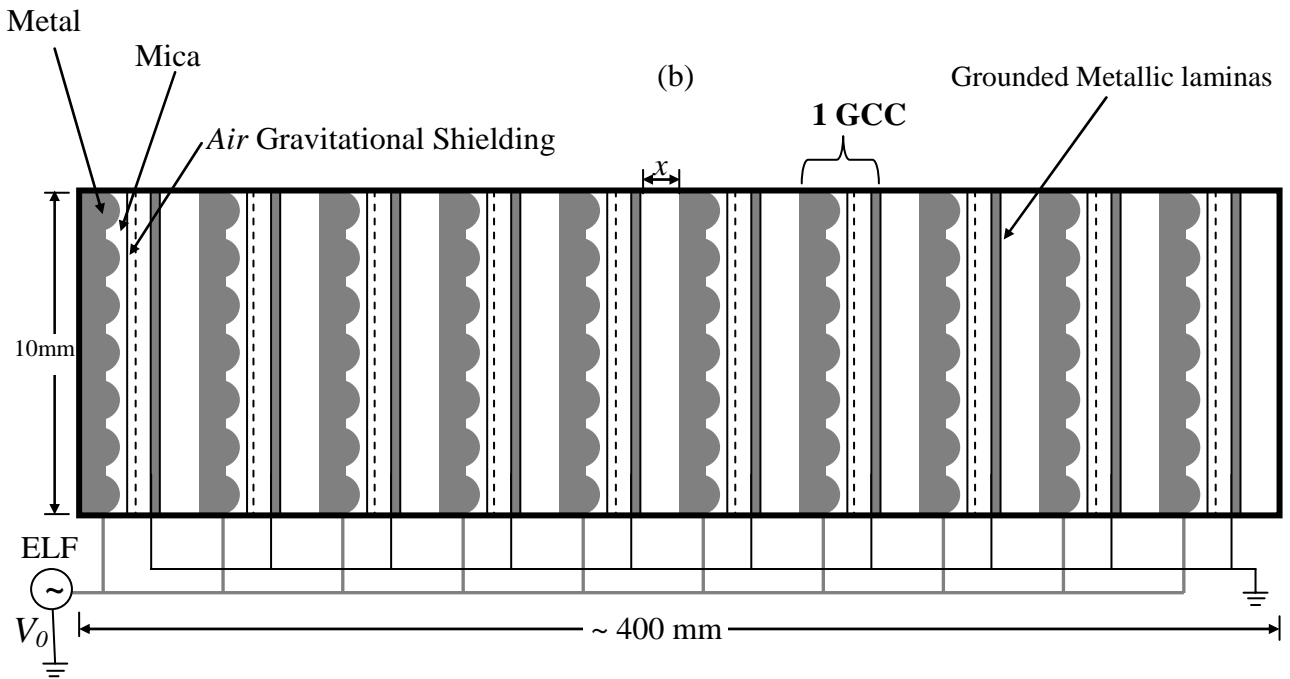 Metal
Mica
(b)
Grounded Metallic laminas
1 GCC
Air Gravitational Shielding
x
10mm
ELF
~
V0
~ 400 mm